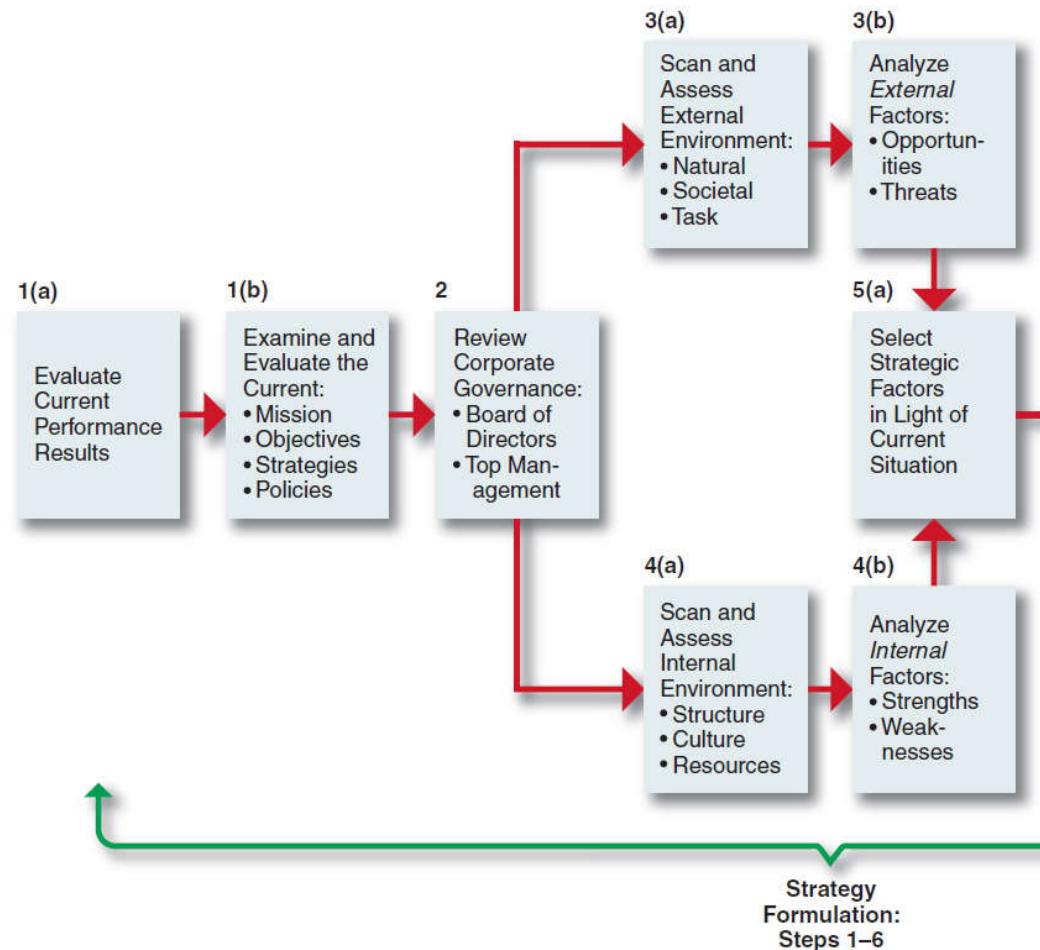 1(a)
Evaluate
Current
Performance
Results
1(b)
Examine and
Evaluate the
Current:
• Mission
• Objectives
• Strategies
• Policies
2
Review
Corporate
Governance:
• Board of
Directors
• Top Man-
agement
3(a)
Scan and
Assess
External
Environment:
• Natural
• Societal
• Task
3(b)
Analyze
External
Factors:
• Opportun-
ities
• Threats
4(a)
Scan and
Assess
Internal
Environment:
• Structure
• Culture
• Resources
4(b)
Analyze
Internal
Factors:
• Strengths
• Weak-
nesses
5(a)
Select
Strategic
Factors
in Light of
Current
Situation
Strategy
Formulation:
Steps 1–6